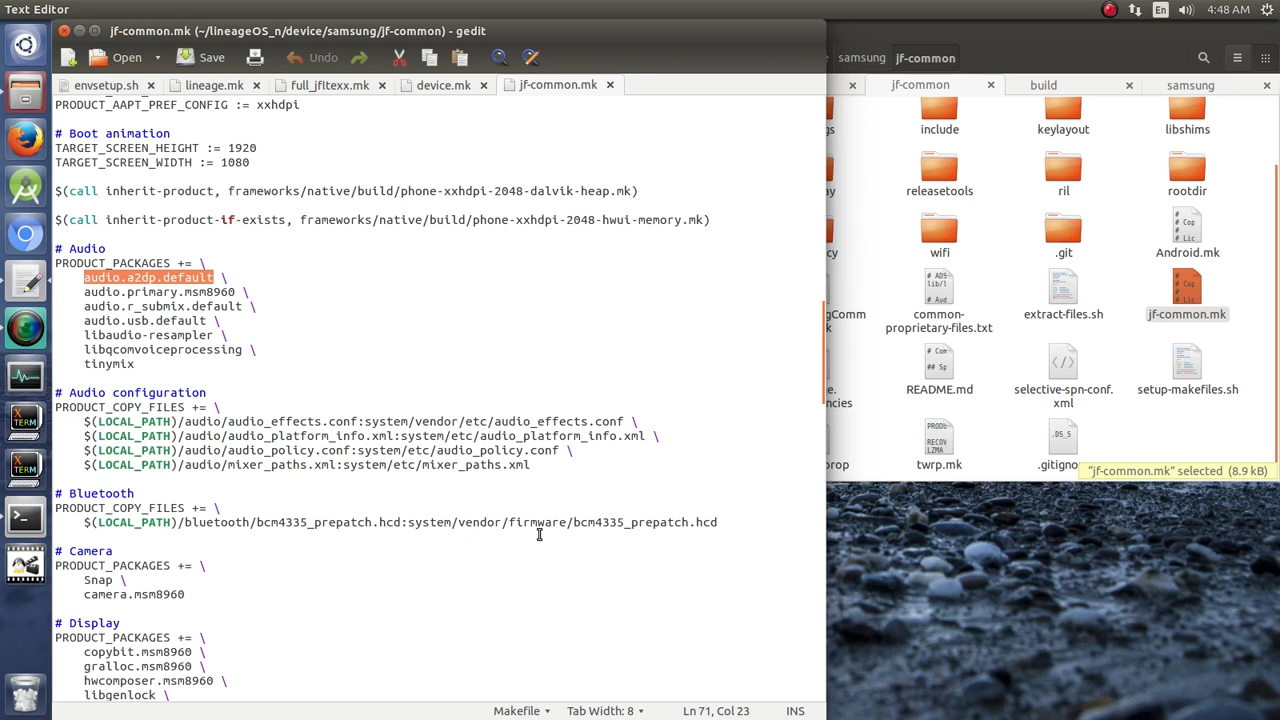 Text Editor
En
4:48 AM
jf-common.mk (~/lineageOS_n/device/samsung/jf-common) - gedit
Open
Save
Undo
envsetup.sh
lineage.mk
full_jfltexx.mk
device.mk
jf-common.mk
PRODUCT_AAPT_PREF_CONFIG := xxhdpi
# Boot animation
TARGET_SCREEN_HEIGHT := 1920
TARGET_SCREEN_WIDTH := 1080
$(call inherit-product, frameworks/native/build/phone-xxhdpi-2048-dalvik-heap.mk)
$(call inherit-product-if-exists, frameworks/native/build/phone-xxhdpi-2048-hwui-memory.mk)
# Audio
PRODUCT_PACKAGES += \
audio.a2dp.default \
audio.primary.msm8960 \
audio.r_submix.default \
audio.usb.default \
libaudio-resampler \
libqcomvoiceprocessing \
tinymix
# Audio configuration
PRODUCT_COPY_FILES += \
$(LOCAL_PATH)/audio/audio_effects.conf:system/vendor/etc/audio_effects.conf \
$(LOCAL_PATH)/audio/audio_platform_info.xml:system/etc/audio_platform_info.xml \
$(LOCAL_PATH)/audio/audio_policy.conf:system/etc/audio_policy.conf \
$(LOCAL_PATH)/audio/mixer_paths.xml:system/etc/mixer_paths.xml
# Bluetooth
PRODUCT_COPY_FILES += \
$(LOCAL_PATH)/bluetooth/bcm4335_prepatch.hcd:system/vendor/firmware/bcm4335_prepatch.hcd
# Camera
PRODUCT_PACKAGES += \
Snap \
camera.msm8960
# Display
PRODUCT_PACKAGES += \
copybit.msm8960 \
gralloc.msm8960 \
hwcomposer.msm8960 \
libgenlock \
Makefile
Tab Width: 8
Ln 71, Col 23
INS
samsung
jf-common
jf-common
build
samsung
include
keylayout
libshims
releasetools
ril
rootdir
wifi
.git
Android.mk
common-proprietary-files.txt
extract-files.sh
jf-common.mk
README.md
selective-spn-conf.xml
setup-makefiles.sh
twrp.mk
"jf-common.mk" selected (8.9 kB)
X TERM
X TERM